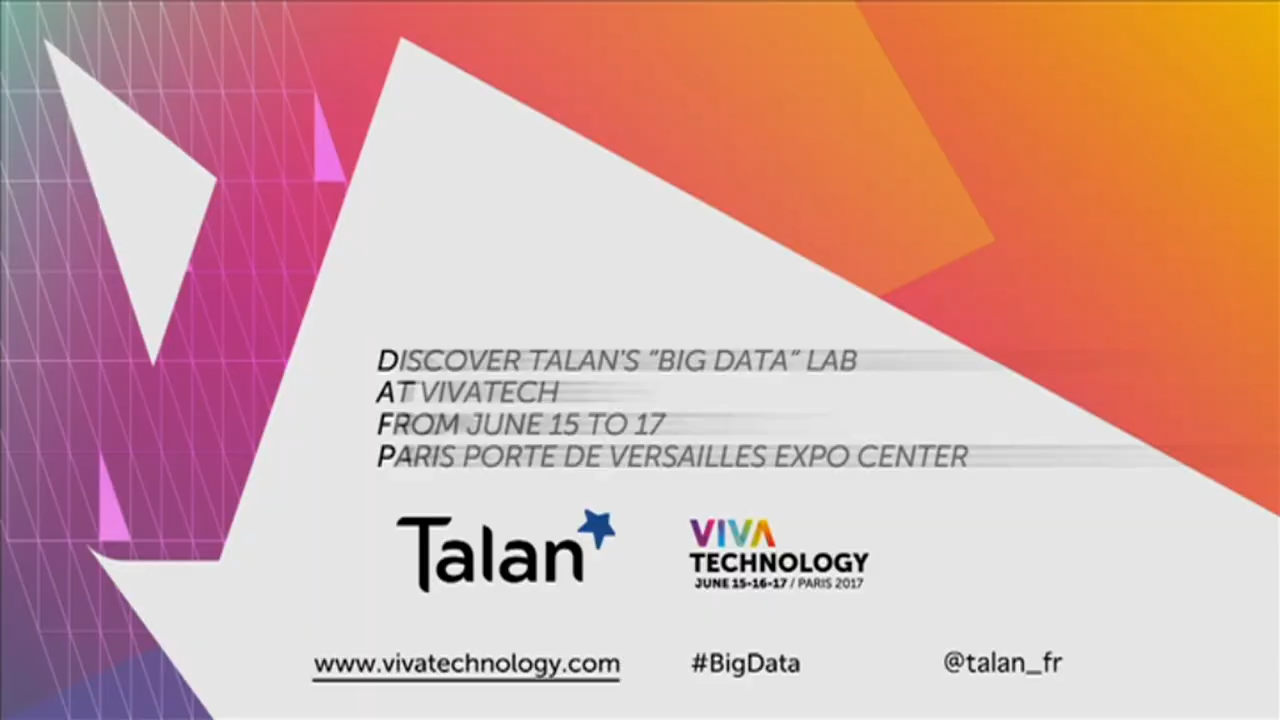 DISCOVER TALAN'S "BIG DATA" LAB
AT VIVATECH
FROM JUNE 15 TO 17
PARIS PORTE DE VERSAILLES EXPO CENTER
Talan
VIVA
TECHNOLOGY
JUNE 15-16-17 / PARIS 2017
www.vivatechnology.com #BigData @talan_fr